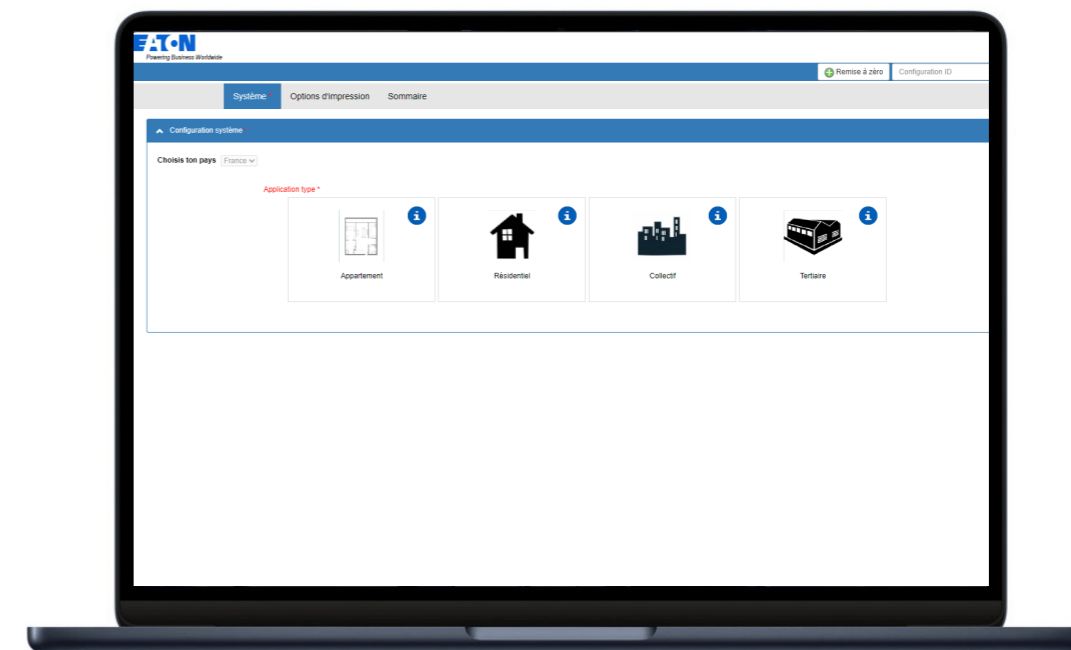 EATON
Powering Business Worldwide
Remise à zéro
Configuration ID
Système *
Options d'impression
Sommaire
Configuration système *
Choisis ton pays
France
Application type *
Appartement
Résidentiel
Collectif
Tertiaire